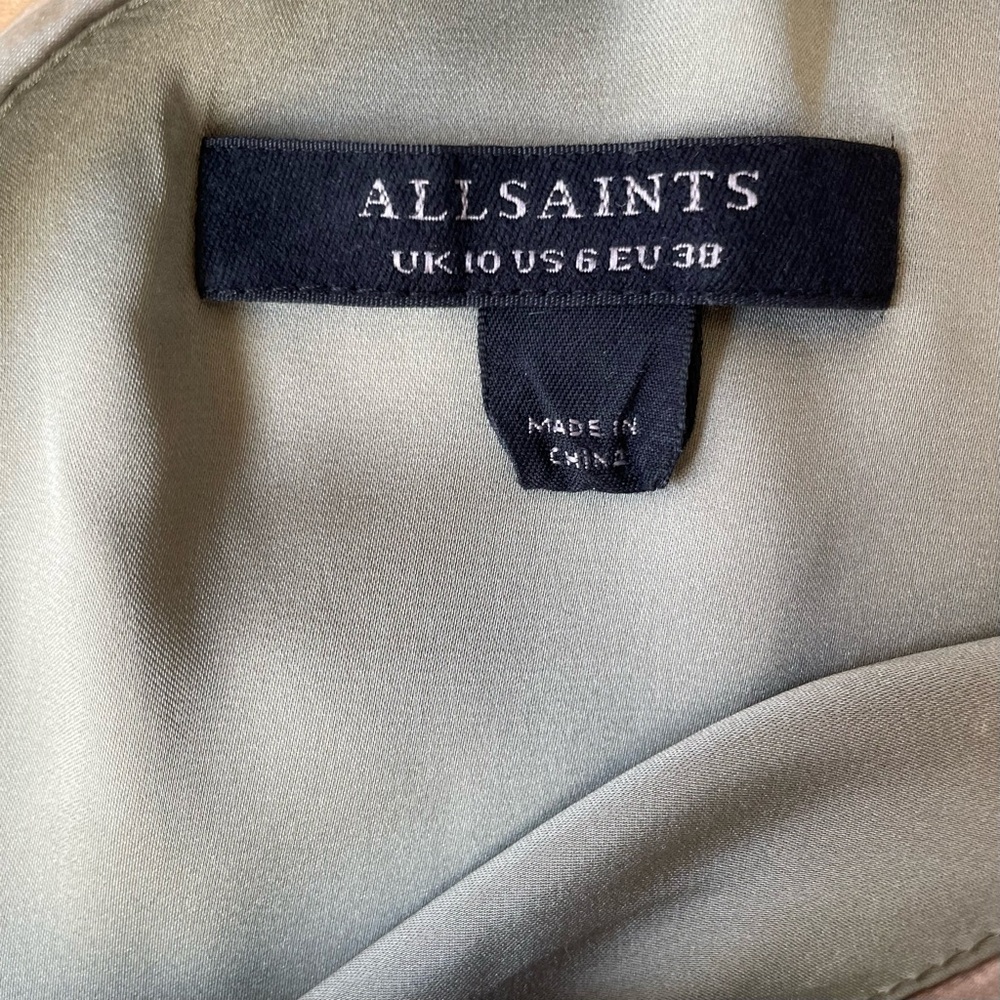 ALLSAINTS
UK 10 US 6 EU 38
MADE IN
CHINA